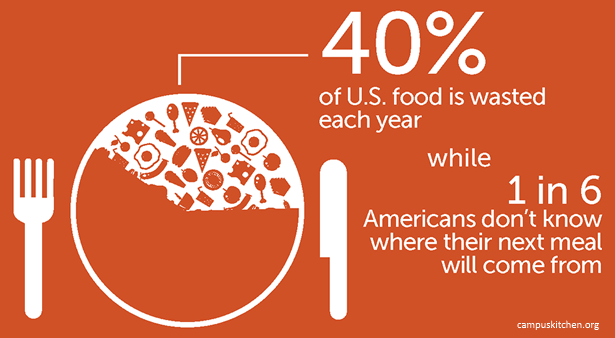 40%
of U.S. food is wasted
each year
while
1 in 6
Americans don't know
where their next meal
will come from
campuskitchen.org